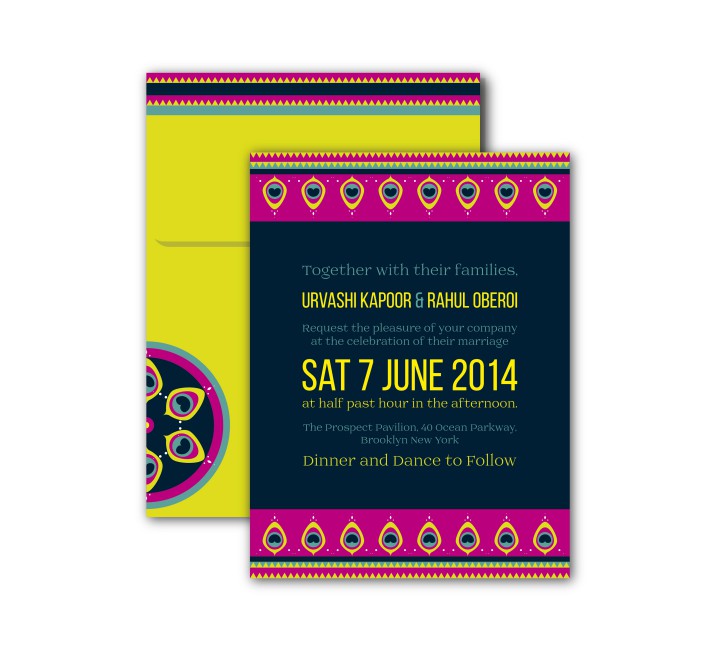 Together with their families,
URVASHI KAPOOR & RAHUL OBEROI
Request the pleasure of your company
at the celebration of their marriage
SAT 7 JUNE 2014
at half past hour in the afternoon.
The Prospect Pavilion, 40 Ocean Parkway,
Brooklyn New York
Dinner and Dance to Follow